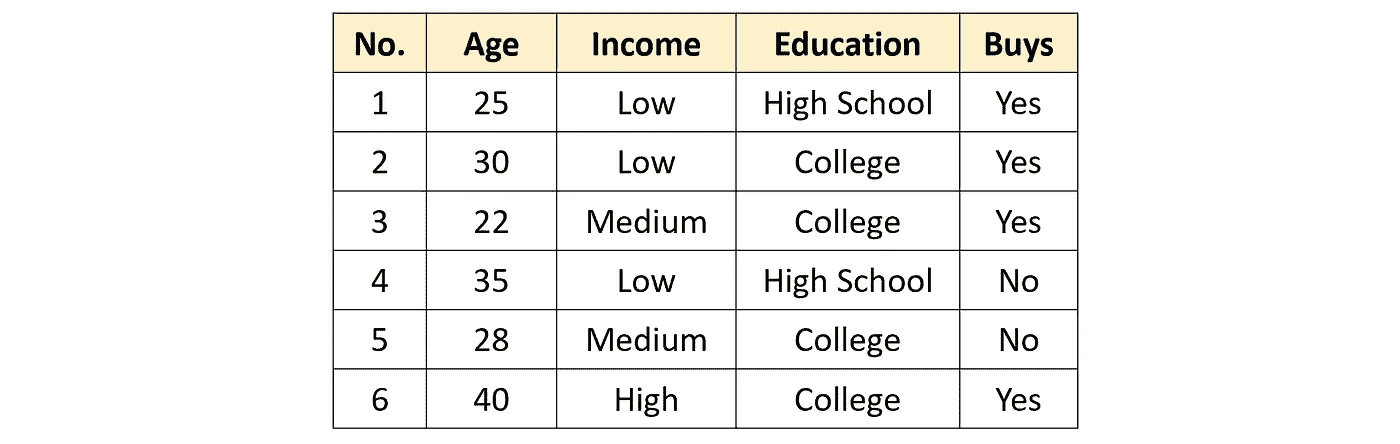 No. Age Income Education Buys
1 25 Low High School Yes
2 30 Low College Yes
3 22 Medium College Yes
4 35 Low High School No
5 28 Medium College No
6 40 High College Yes